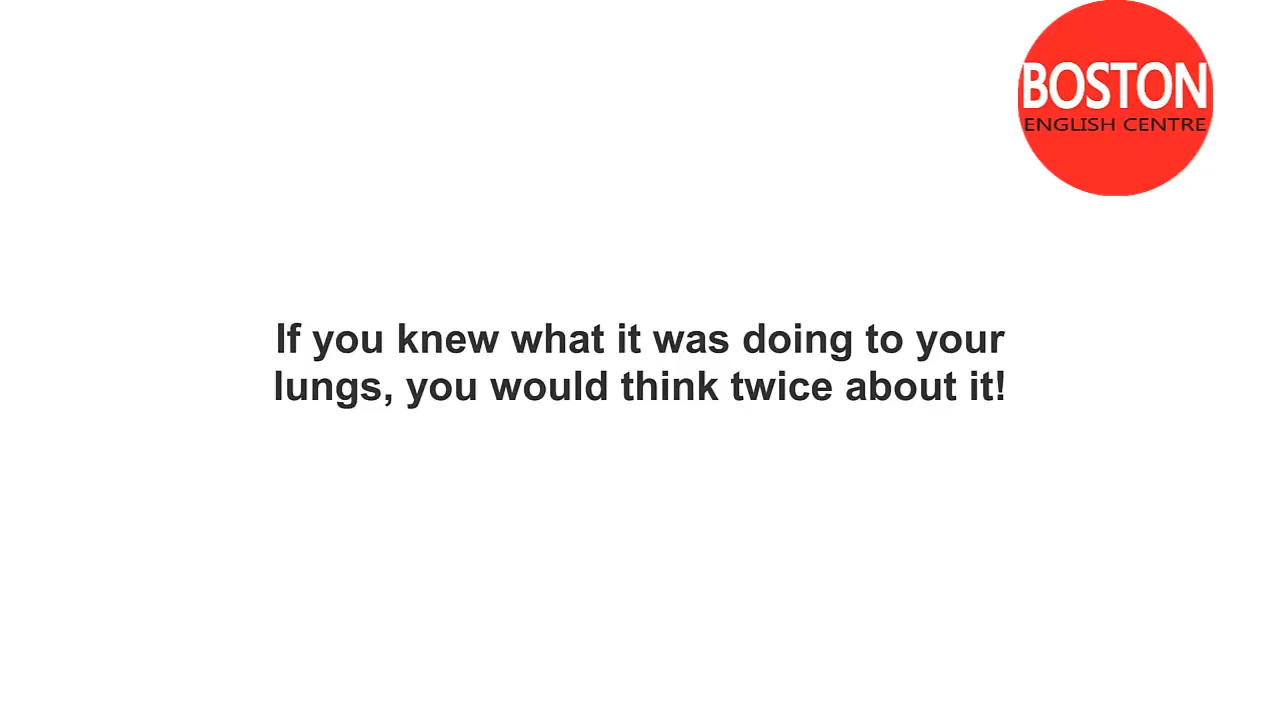 BOSTON
ENGLISH CENTRE
If you knew what it was doing to your
lungs, you would think twice about it!